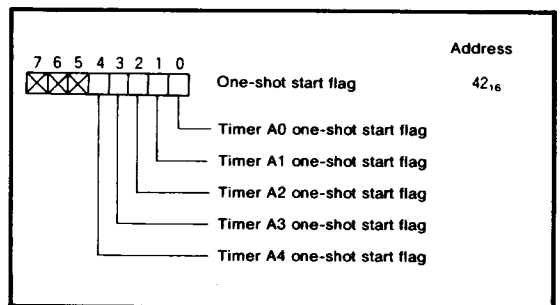 Address
7 6 5 4 3 2 1 0
One-shot start flag 42₁₆
Timer A0 one-shot start flag
Timer A1 one-shot start flag
Timer A2 one-shot start flag
Timer A3 one-shot start flag
Timer A4 one-shot start flag